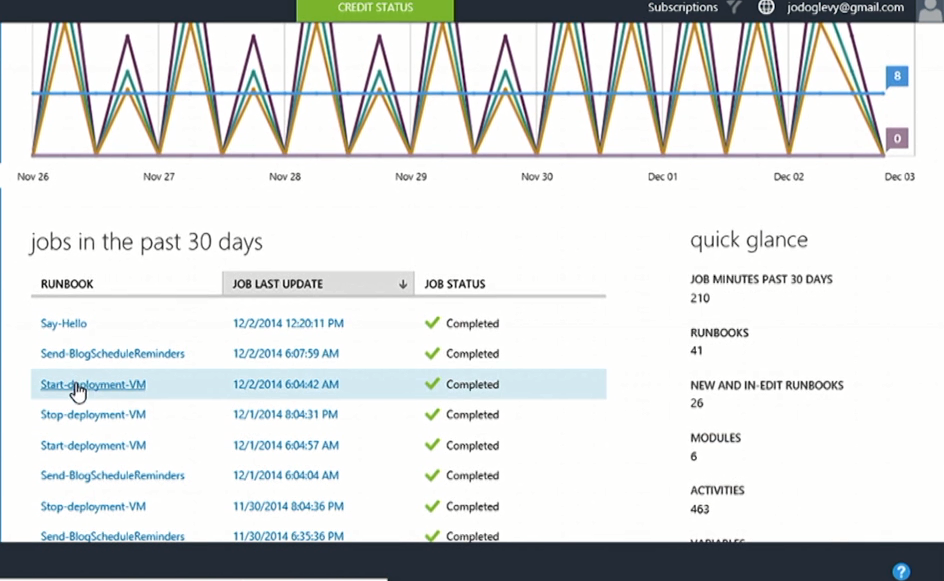 CREDIT STATUS
Subscriptions
jodoglevy@gmail.com
8
0
Nov 26 Nov 27 Nov 28 Nov 29 Nov 30 Dec 01 Dec 02 Dec 03
jobs in the past 30 days
RUNBOOK JOB LAST UPDATE JOB STATUS
Say-Hello 12/2/2014 12:20:11 PM Completed
Send-BlogScheduleReminders 12/2/2014 6:07:59 AM Completed
Start-deployment-VM 12/2/2014 6:04:42 AM Completed
Stop-deployment-VM 12/1/2014 8:04:31 PM Completed
Start-deployment-VM 12/1/2014 6:04:57 AM Completed
Send-BlogScheduleReminders 12/1/2014 6:04:04 AM Completed
Stop-deployment-VM 11/30/2014 8:04:36 PM Completed
Send-BlogScheduleReminders 11/30/2014 6:35:36 PM Completed
quick glance
JOB MINUTES PAST 30 DAYS
210
RUNBOOKS
41
NEW AND IN-EDIT RUNBOOKS
26
MODULES
6
ACTIVITIES
463
VARIABLES
?